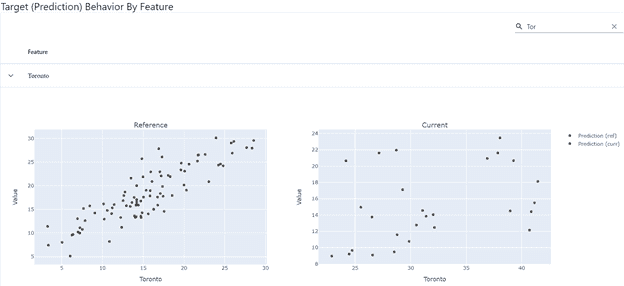 Target (Prediction) Behavior By Feature
Tor
Feature
Toronto
Reference
Current
30
25
20
15
10
5
Value
5
10
15
20
25
30
Toronto
24
22
20
18
16
14
12
10
8
Value
25
30
35
40
Toronto
Prediction (ref)
Prediction (curr)